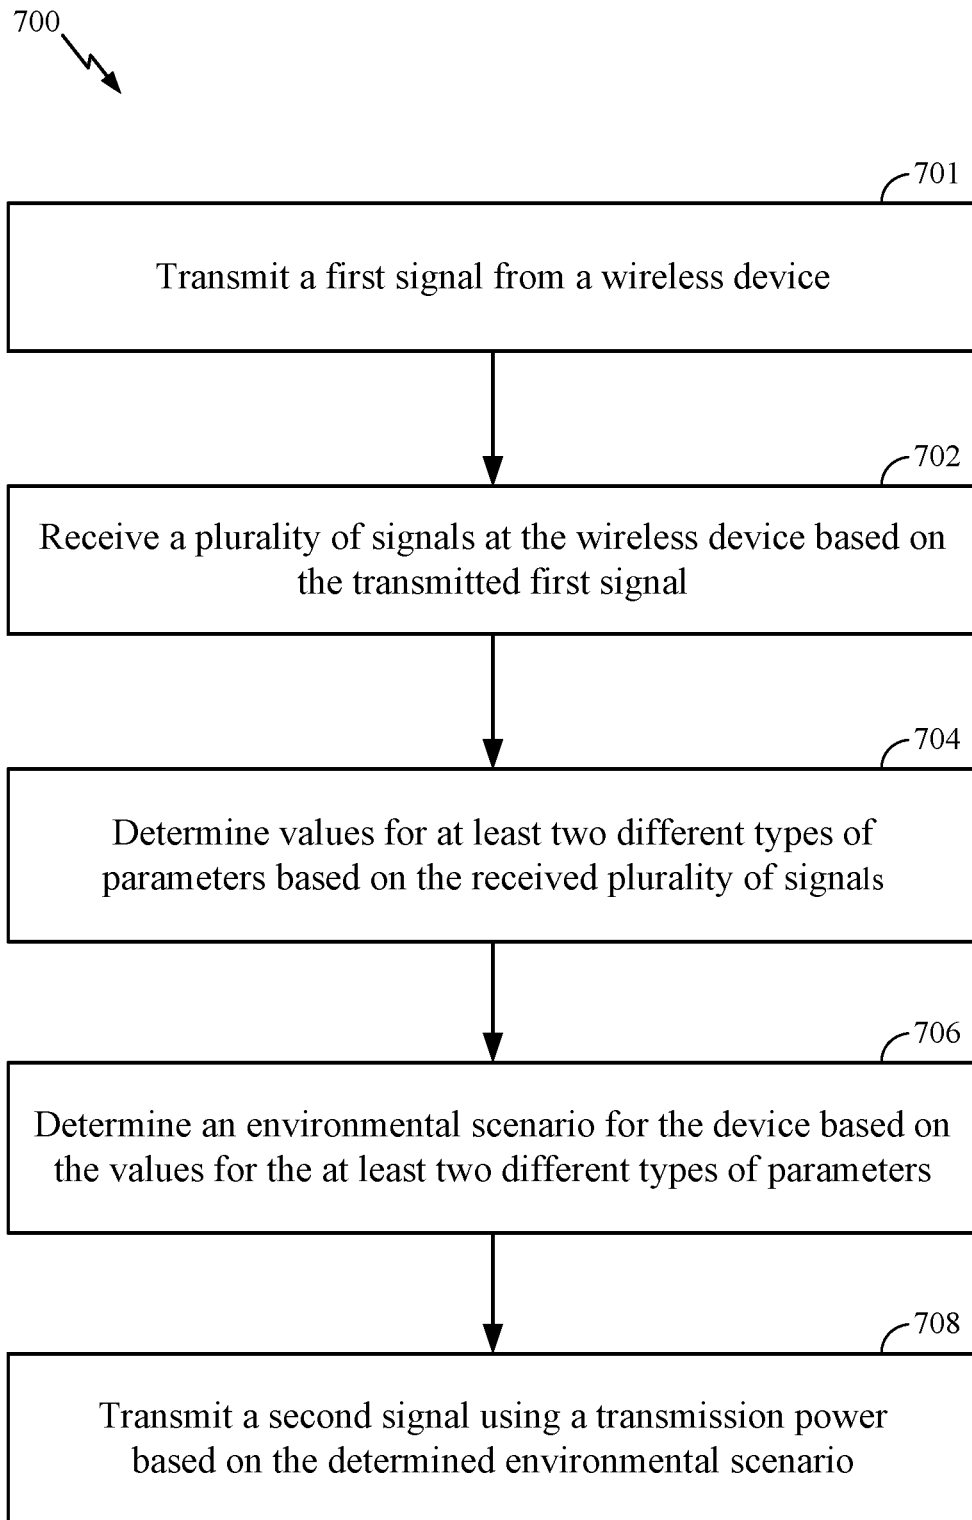 700
701
Transmit a first signal from a wireless device
702
Receive a plurality of signals at the wireless device based on
the transmitted first signal
704
Determine values for at least two different types of
parameters based on the received plurality of signals
706
Determine an environmental scenario for the device based on
the values for the at least two different types of parameters
708
Transmit a second signal using a transmission power
based on the determined environmental scenario